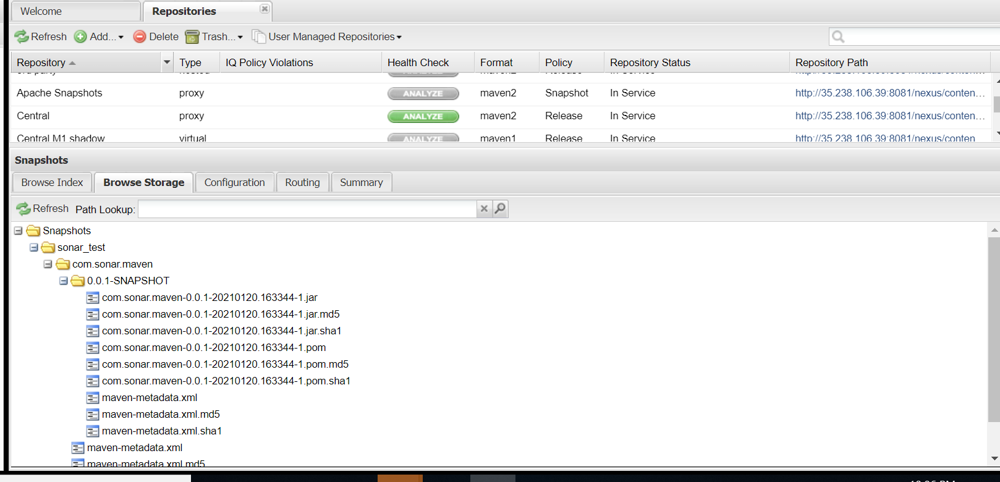 Welcome
Repositories
Refresh Add... Delete Trash... User Managed Repositories
Repository Type IQ Policy Violations Health Check Format Policy Repository Status Repository Path
3rd party hosted ANALYZE maven2 Release In Service
Apache Snapshots proxy ANALYZE maven2 Snapshot In Service http://35.238.106.39:8081/nexus/conten...
Central proxy ANALYZE maven2 Release In Service http://35.238.106.39:8081/nexus/conten...
Central M1 shadow virtual ANALYZE maven1 Release In Service http://35.238.106.39:8081/nexus/conten
Snapshots
Browse Index Browse Storage Configuration Routing Summary
Refresh Path Lookup:
Snapshots
sonar_test
com.sonar.maven
0.0.1-SNAPSHOT
com.sonar.maven-0.0.1-20210120.163344-1.jar
com.sonar.maven-0.0.1-20210120.163344-1.jar.md5
com.sonar.maven-0.0.1-20210120.163344-1.jar.sha1
com.sonar.maven-0.0.1-20210120.163344-1.pom
com.sonar.maven-0.0.1-20210120.163344-1.pom.md5
com.sonar.maven-0.0.1-20210120.163344-1.pom.sha1
maven-metadata.xml
maven-metadata.xml.md5
maven-metadata.xml.sha1
maven-metadata.xml
maven-metadata.xml.md5